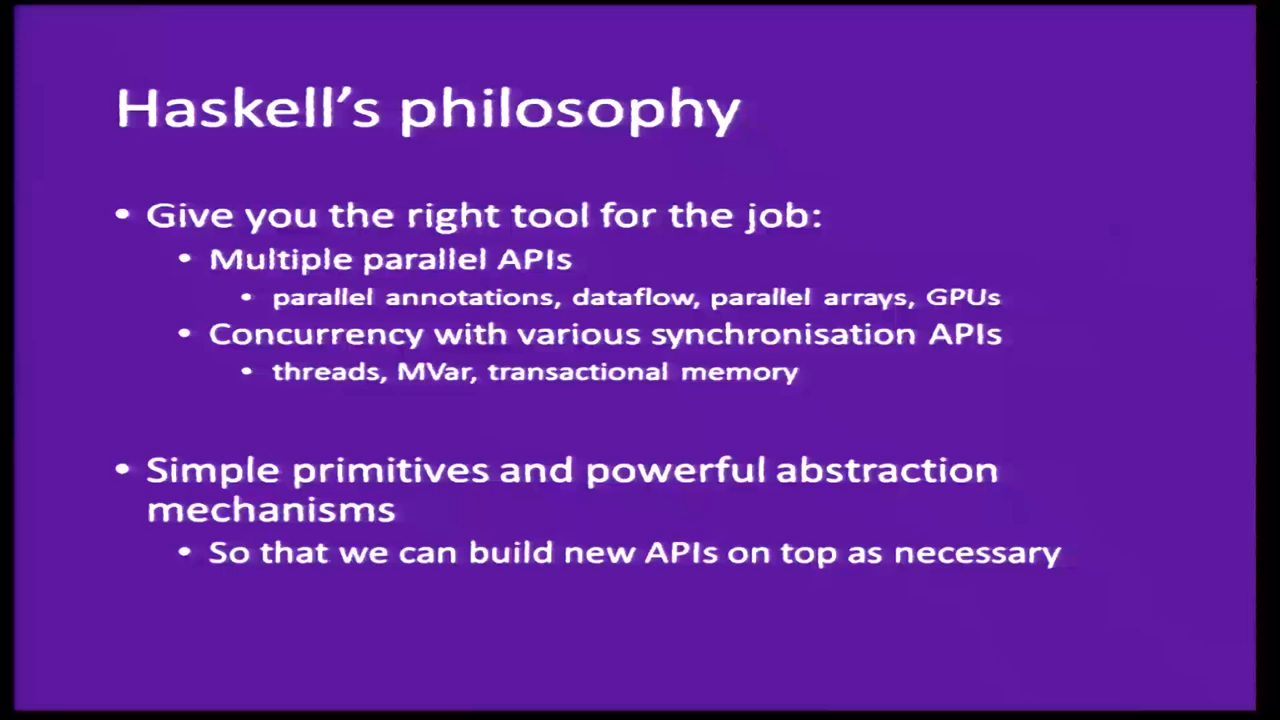 Haskell's philosophy
• Give you the right tool for the job:
• Multiple parallel APIs
• parallel annotations, dataflow, parallel arrays, GPUs
• Concurrency with various synchronisation APIs
• threads, MVar, transactional memory
• Simple primitives and powerful abstraction
mechanisms
• So that we can build new APIs on top as necessary